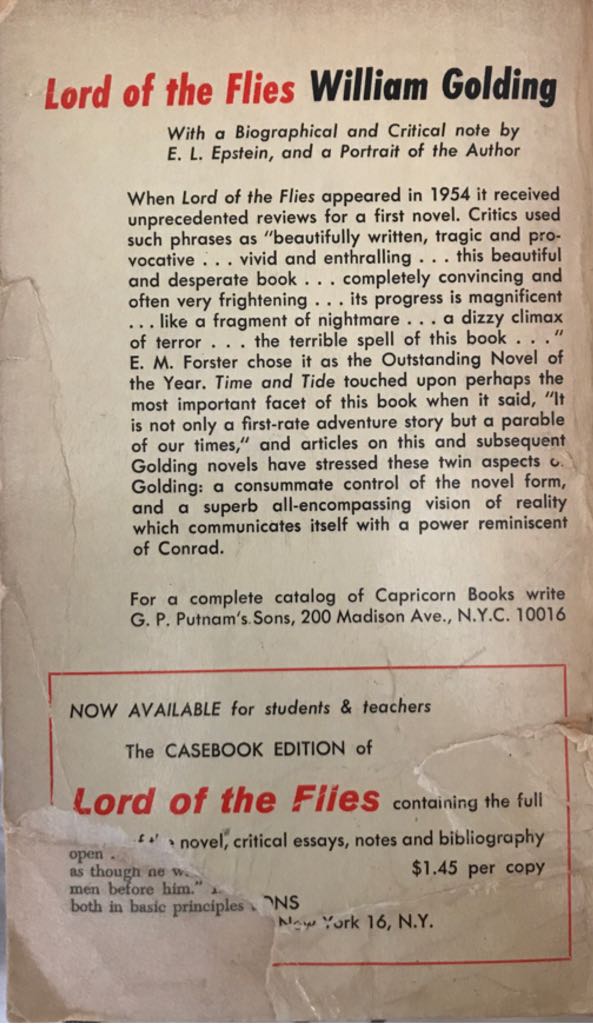 Lord of the Flies William Golding
With a Biographical and Critical note by
E. L. Epstein, and a Portrait of the Author
When Lord of the Flies appeared in 1954 it received
unprecedented reviews for a first novel. Critics used
such phrases as "beautifully written, tragic and pro-
vocative . . . vivid and enthralling . . . this beautiful
and desperate book . . . completely convincing and
often very frightening . . . its progress is magnificent
. . . like a fragment of nightmare . . . a dizzy climax
of terror . . . the terrible spell of this book . . ."
E. M. Forster chose it as the Outstanding Novel of
the Year. Time and Tide touched upon perhaps the
most important facet of this book when it said, "It
is not only a first-rate adventure story but a parable
of our times," and articles on this and subsequent
Golding novels have stressed these twin aspects
Golding: a consummate control of the novel form,
and a superb all-encompassing vision of reality
which communicates itself with a power reminiscent
of Conrad.
For a complete catalog of Capricorn Books write
G. P. Putnam's Sons, 200 Madison Ave., N.Y.C. 10016
NOW AVAILABLE for students & teachers
The CASEBOOK EDITION of
Lord of the Flies containing the full
novel, critical essays, notes and bibliography
open
$1.45 per copy
as though
men before him."
both in basic principles
ONS
New York 16, N.Y.